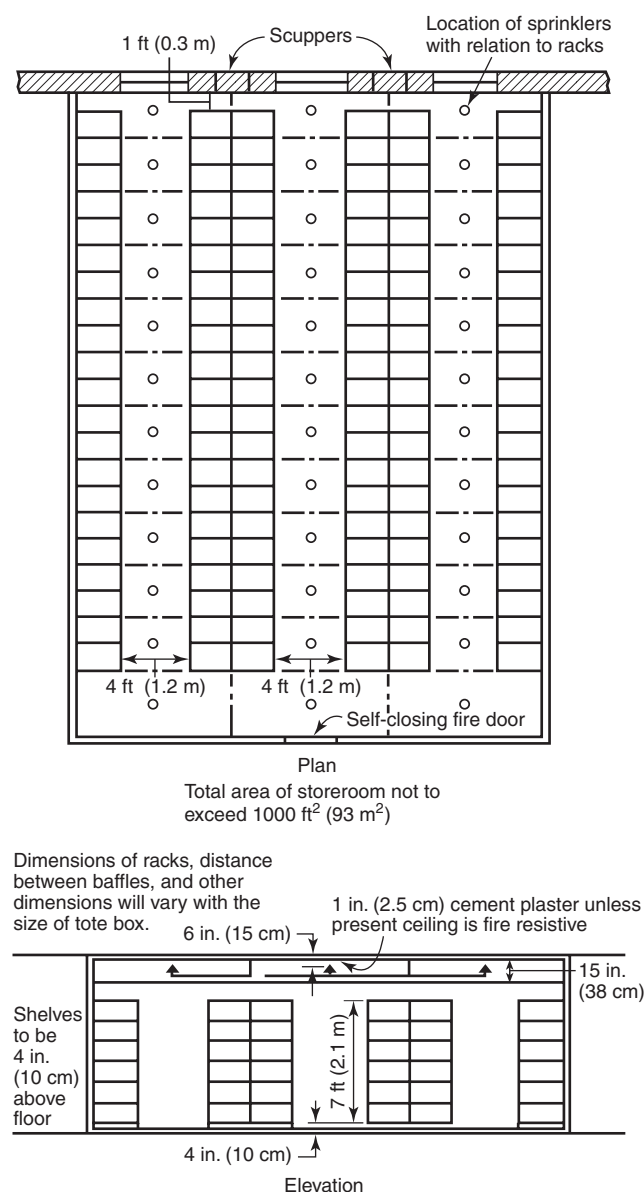 Location of sprinklers
with relation to racks
Scuppers
1 ft (0.3 m)
4 ft (1.2 m)
4 ft (1.2 m)
Self-closing fire door
Plan
Total area of storeroom not to
exceed 1000 ft² (93 m²)
Dimensions of racks, distance
between baffles, and other
dimensions will vary with the
size of tote box.
1 in. (2.5 cm) cement plaster unless
present ceiling is fire resistive
6 in. (15 cm)
15 in.
(38 cm)
Shelves
to be
4 in.
(10 cm)
above
floor
7 ft (2.1 m)
4 in. (10 cm)
Elevation